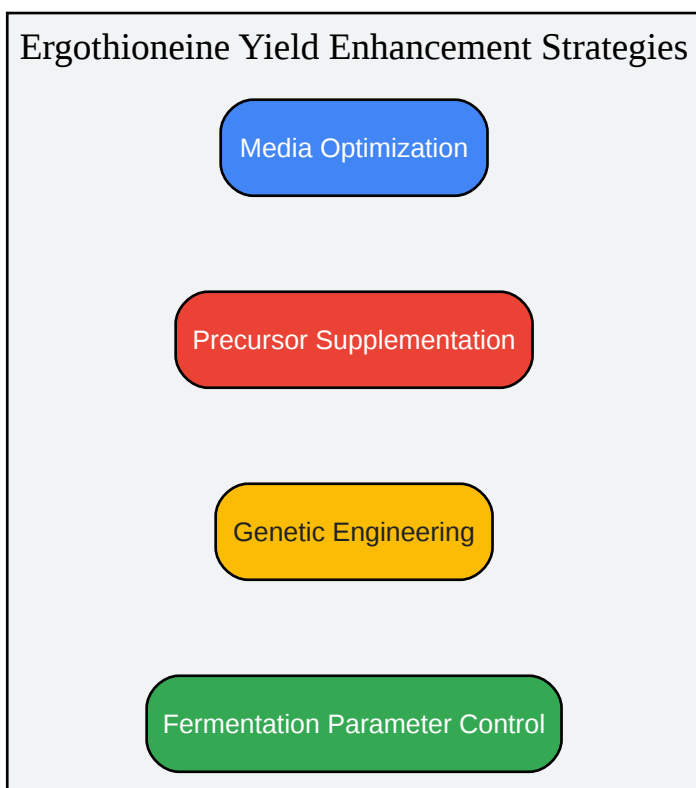 Ergothioneine Yield Enhancement Strategies
Media Optimization
Precursor Supplementation
Genetic Engineering
Fermentation Parameter Control